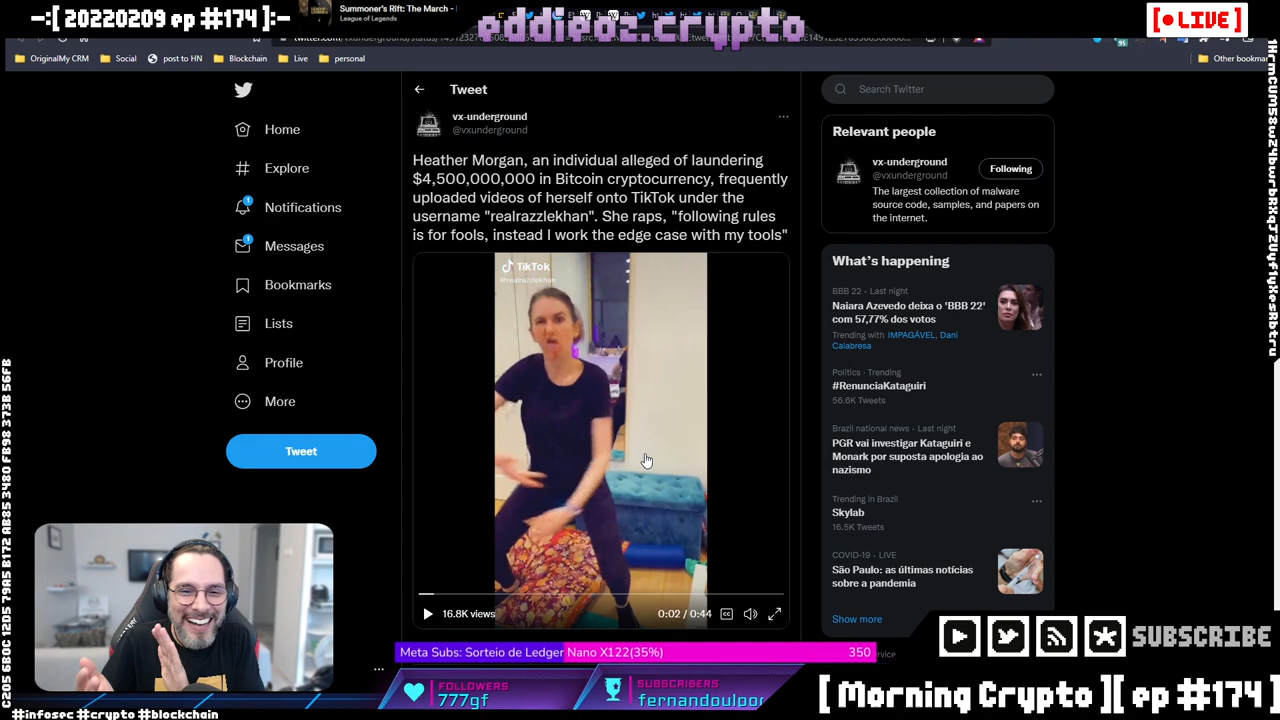 -:[ 20220209 ep #174 ]:-
Summoner's Rift: The March -
League of Legends
eddieoz crypto
[ LIVE ]
OriginalMy CRM
Social
post to HN
Blockchain
Live
personal
Other bookmar
Home
Explore
1
Notifications
1
Messages
Bookmarks
Lists
Profile
More
Tweet
Tweet
vx-underground
@vxunderground
Heather Morgan, an individual alleged of laundering
$4,500,000,000 in Bitcoin cryptocurrency, frequently
uploaded videos of herself onto TikTok under the
username "realrazzlekhan". She raps, "following rules
is for fools, instead I work the edge case with my tools"
TikTok
@realrazzlekhan
16.8K views
0:02 / 0:44
CC
Search Twitter
Relevant people
vx-underground
@vxunderground
Following
The largest collection of malware
source code, samples, and papers on
the internet.
What's happening
BBB 22 · Last night
Naiara Azevedo deixa o 'BBB 22'
com 57,77% dos votos
Trending with IMPAGÁVEL, Dani
Calabresa
Politics · Trending
#RenunciaKataguiri
56.6K Tweets
Brazil national news · Last night
PGR vai investigar Kataguiri e
Monark por suposta apologia ao
nazismo
Trending in Brazil
Skylab
16.5K Tweets
COVID-19 · LIVE
São Paulo: as últimas notícias
sobre a pandemia
Show more
SUBSCRIBE
Meta Subs: Sorteio de Ledger Nano X
122(35%)
350
FOLLOWERS
777gf
SUBSCRIBERS
fernandoulpor
[ Morning Crypto ][ ep #174 ]
#infosec #crypto #blockchain